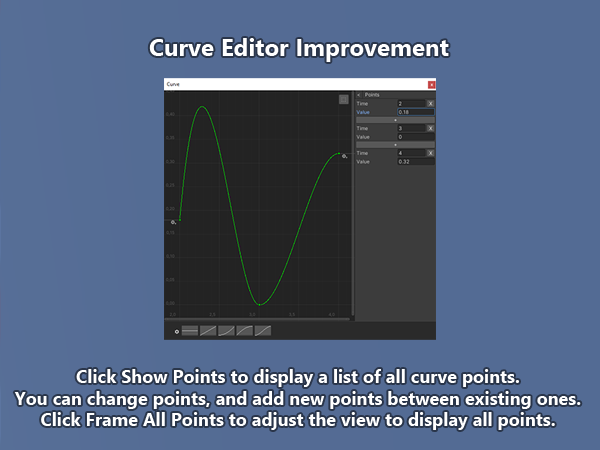 Curve Editor Improvement
Curve
< Points
Time 2 X
Value 0.16
+
Time 3 X
Value 0
+
Time 4 X
Value 0.32
Click Show Points to display a list of all curve points.
You can change points, and add new points between existing ones.
Click Frame All Points to adjust the view to display all points.